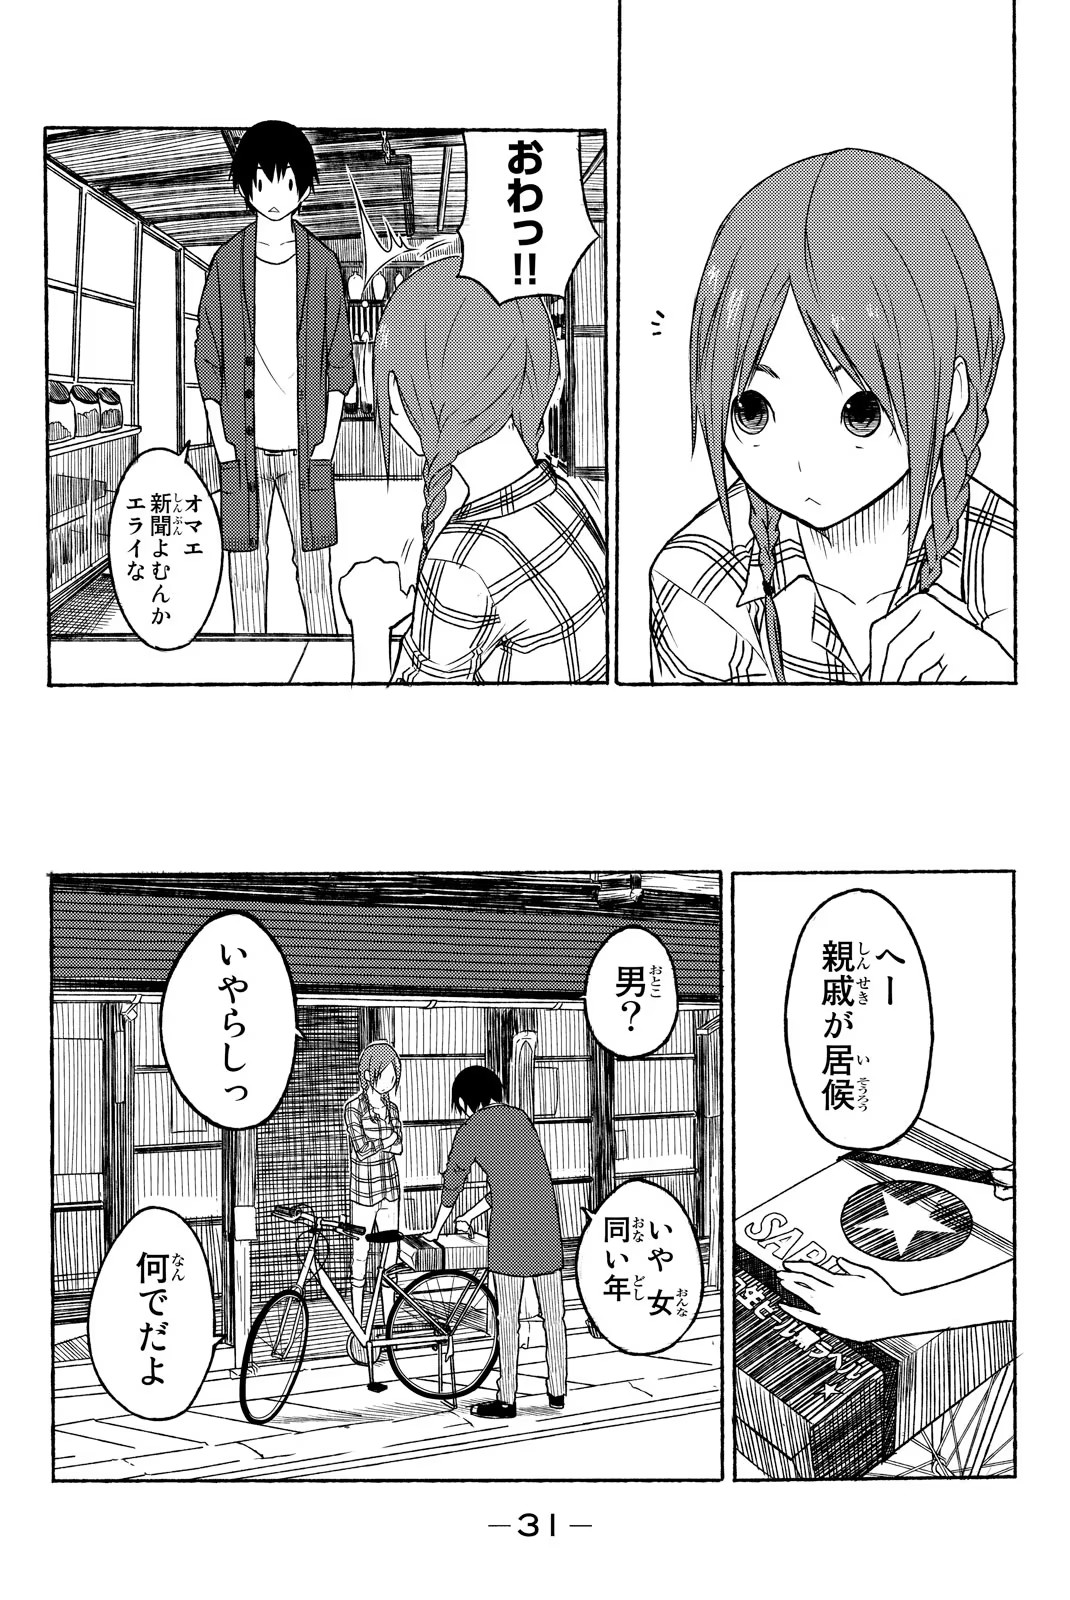 おわっ!!
オマエ
新聞よむんか
エライな
へー
親戚が居候
SAPP
男?
いや女
同い年
いやらしっ
何でだよ
—31—